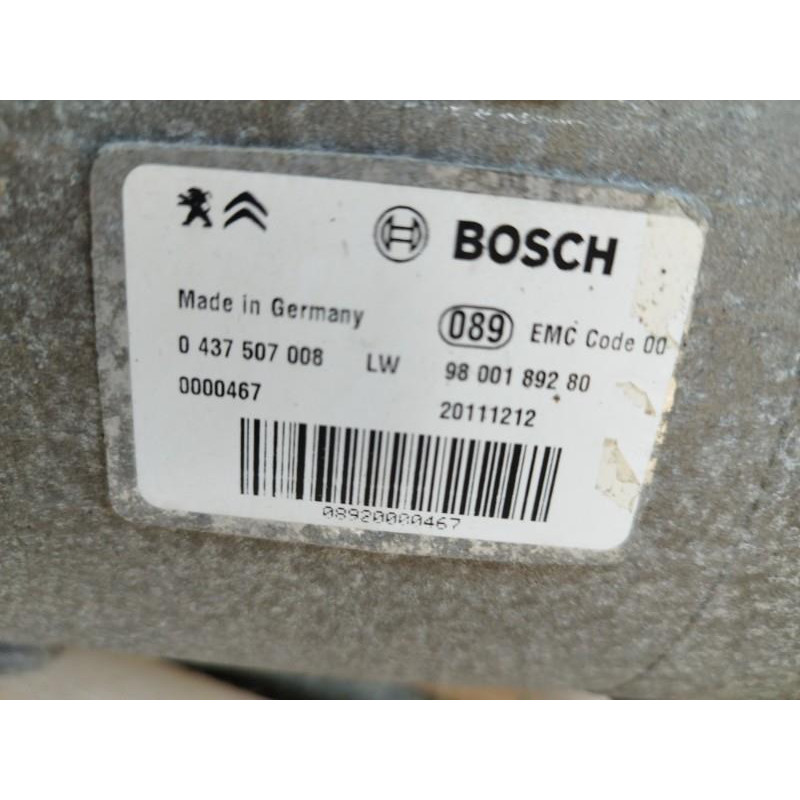 BOSCH
Made in Germany
089 EMC Code 00
0 437 507 008 LW 98 001 892 80
0000467 20111212
08920000467